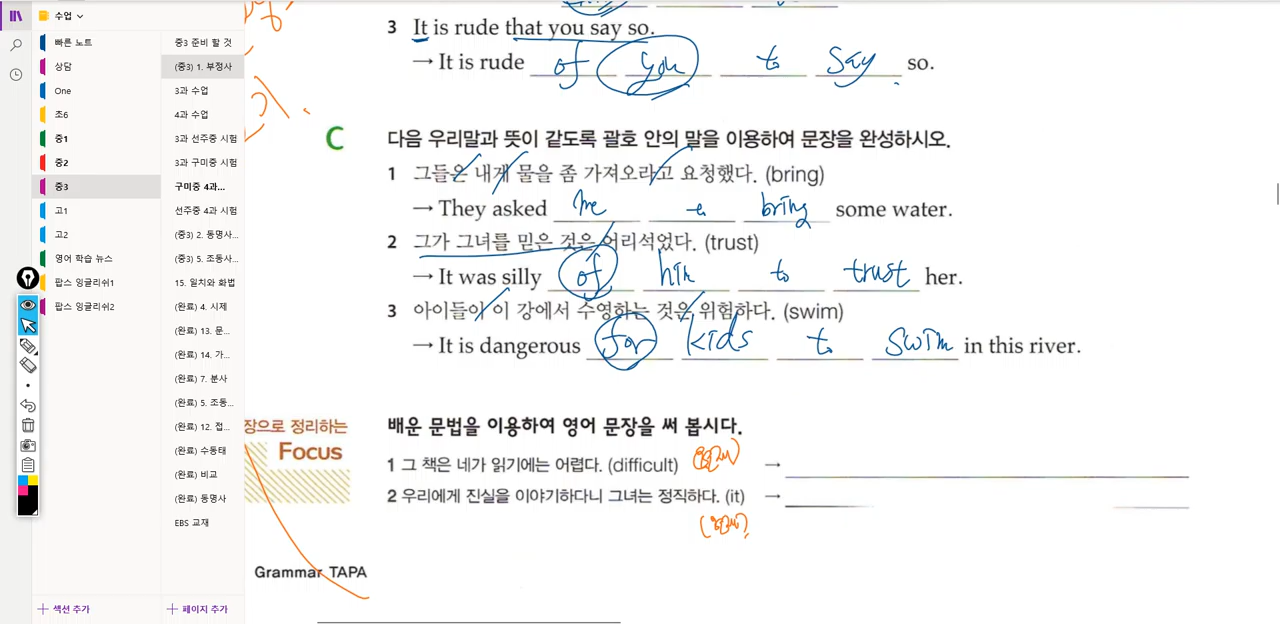 수업
빠른 노트
상담
One
초6
중1
중2
중3
고1
고2
영어 학습 뉴스
팝스 잉글리쉬1
팝스 잉글리쉬2
+ 섹션 추가
중3 준비 할 것
(중3) 1. 부정사
3과 수업
4과 수업
3과 선주중 시험
3과 구미중 시험
구미중 4과...
선주중 4과 시험
(중3) 2. 동명사...
(중3) 5. 조동사...
15. 일치와 화법
(완료) 4. 시제
(완료) 13. 문...
(완료) 14. 가...
(완료) 7. 분사
(완료) 5. 조동...
(완료) 12. 접...
(완료) 수동태
(완료) 비교
(완료) 동명사
EBS 교재
+ 페이지 추가
3 It is rude that you say so.
→ It is rude of you to say so.
C 다음 우리말과 뜻이 같도록 괄호 안의 말을 이용하여 문장을 완성하시오.
1 그들은 내게 물을 좀 가져오라고 요청했다. (bring)
→ They asked me to bring some water.
2 그가 그녀를 믿은 것은 어리석었다. (trust)
→ It was silly of him to trust her.
3 아이들이 이 강에서 수영하는 것은 위험하다. (swim)
→ It is dangerous for kids to swim in this river.
장으로 정리하는
Focus
배운 문법을 이용하여 영어 문장을 써 봅시다.
1 그 책은 네가 읽기에는 어렵다. (difficult) →
2 우리에게 진실을 이야기하다니 그녀는 정직하다. (it) →
Grammar TAPA